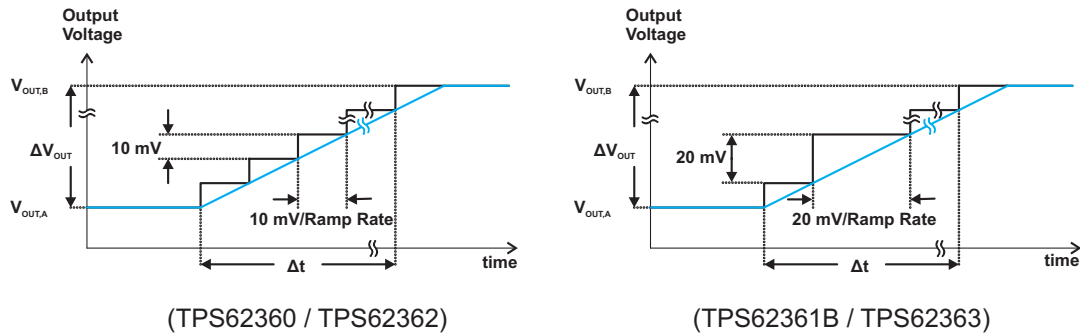 Output
Voltage
V_OUT,B
ΔV_OUT
V_OUT,A
10 mV
10 mV/Ramp Rate
Δt
time
(TPS62360 / TPS62362)
Output
Voltage
V_OUT,B
ΔV_OUT
V_OUT,A
20 mV
20 mV/Ramp Rate
Δt
time
(TPS62361B / TPS62363)